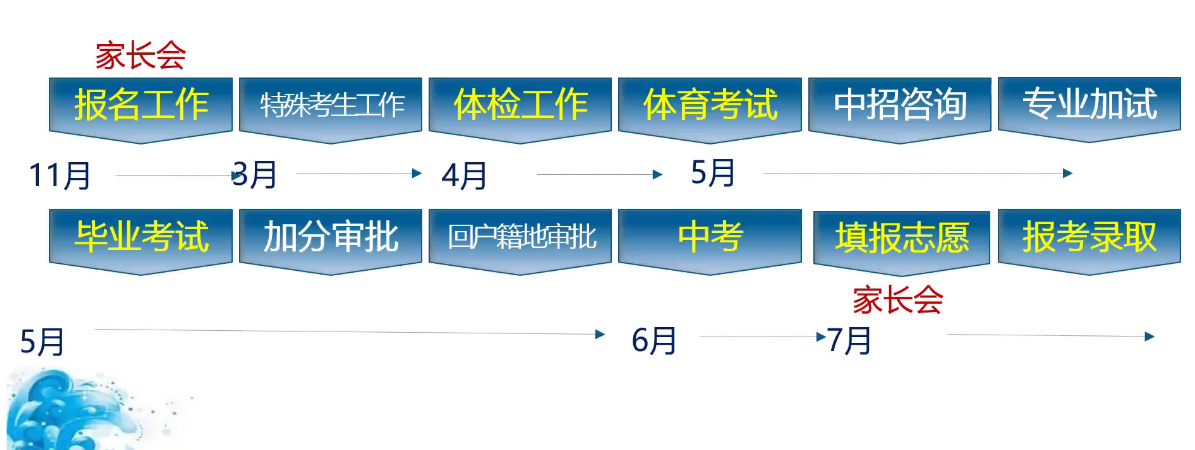 家长会
报名工作 特殊考生工作 体检工作 体育考试 中招咨询 专业加试
11月 3月 4月 5月
毕业考试 加分审批 回户籍地审批 中考 填报志愿 报考录取
家长会
5月 6月 7月